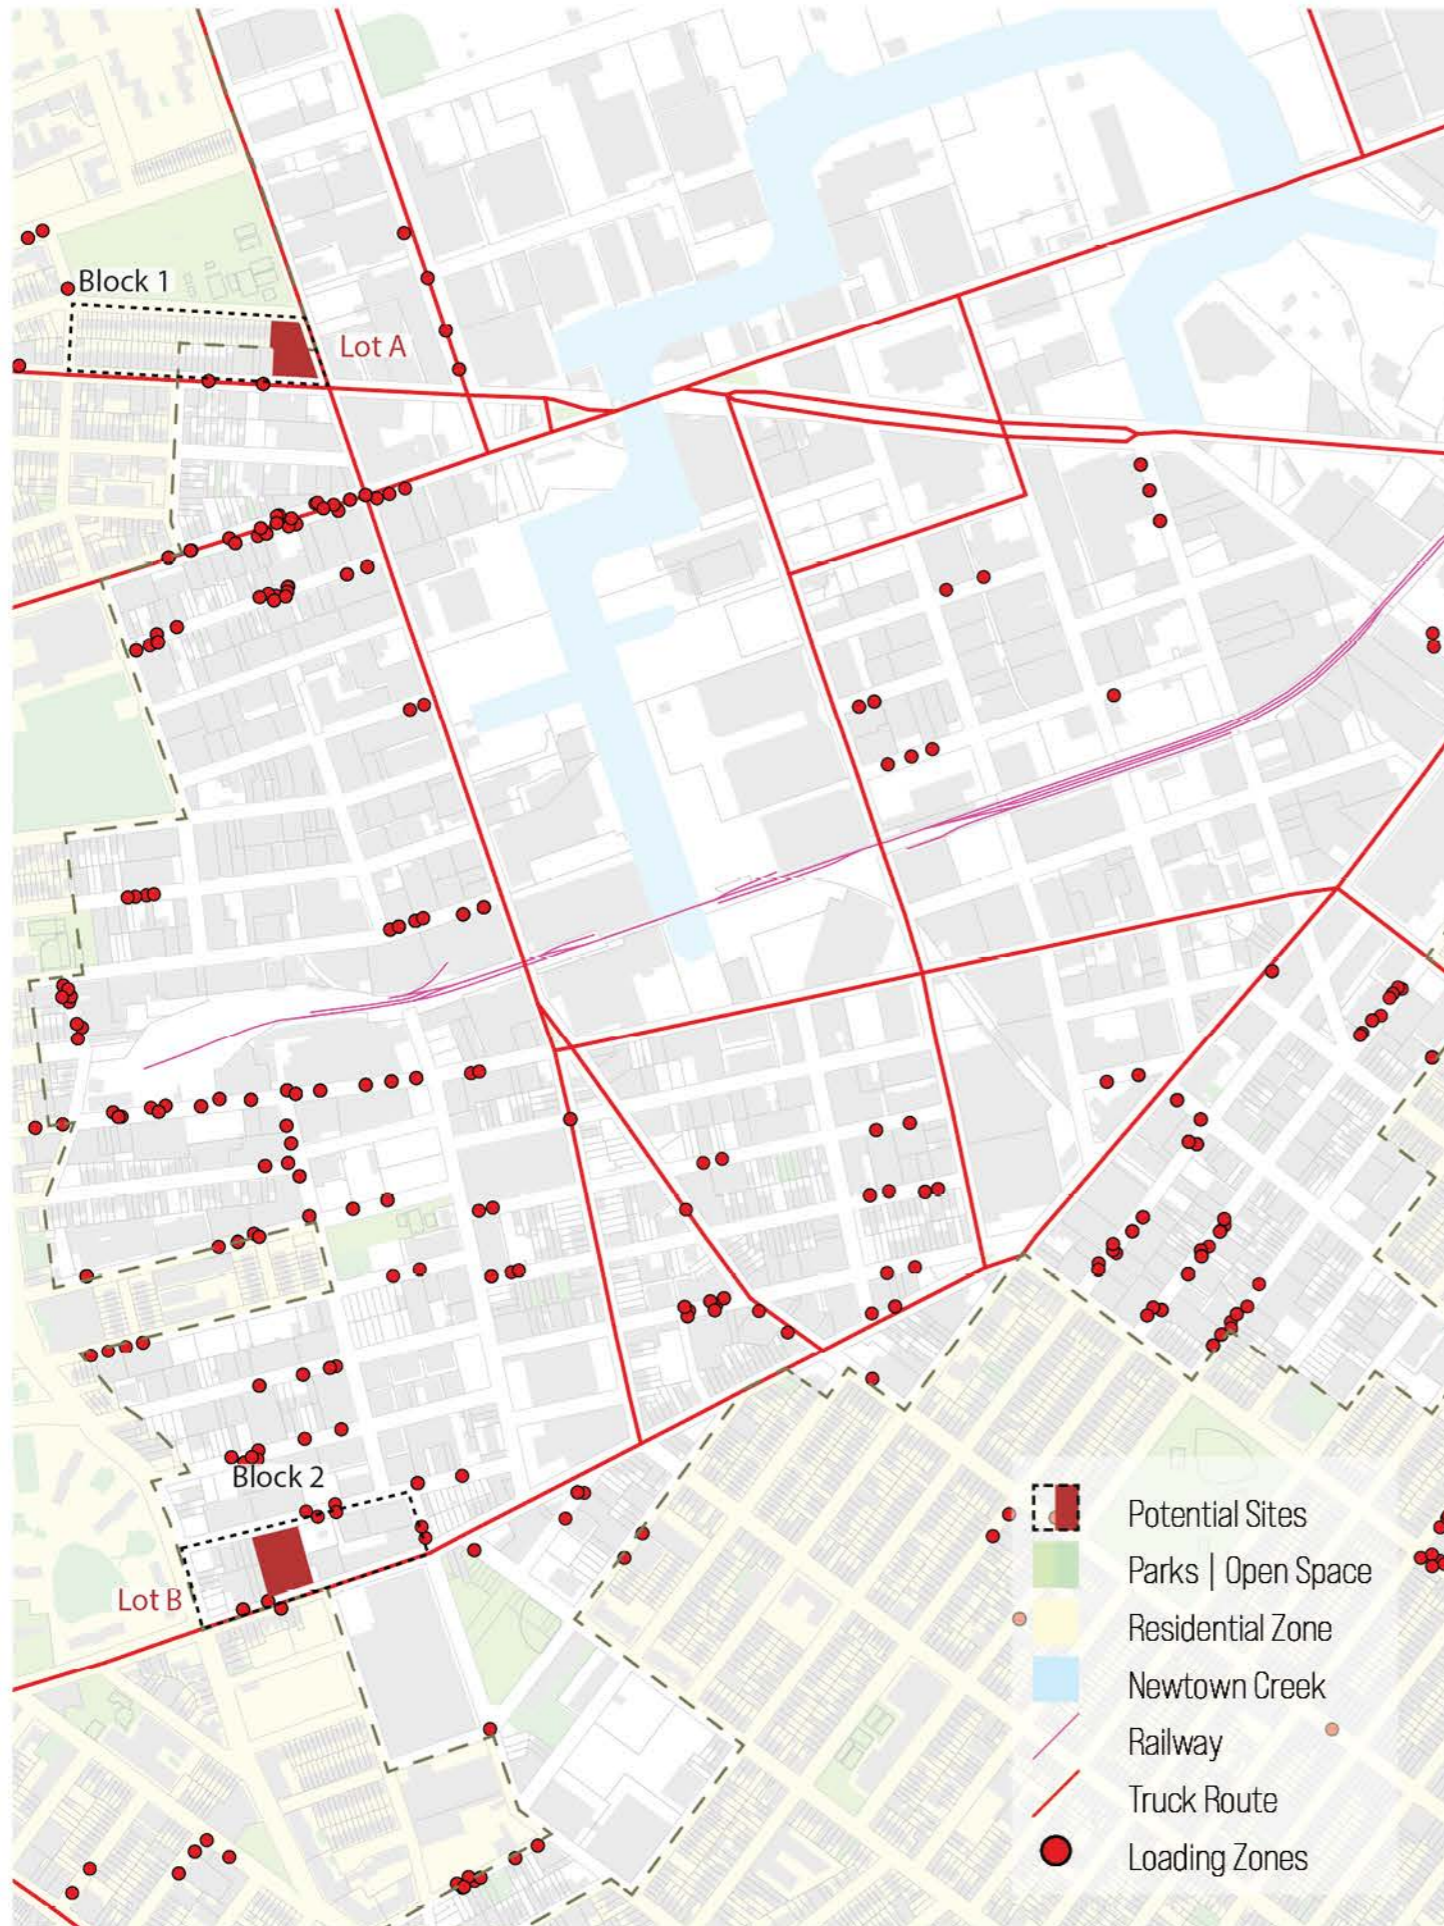 Block 1
Lot A
Block 2
Lot B
Potential Sites
Parks | Open Space
Residential Zone
Newtown Creek
Railway
Truck Route
Loading Zones